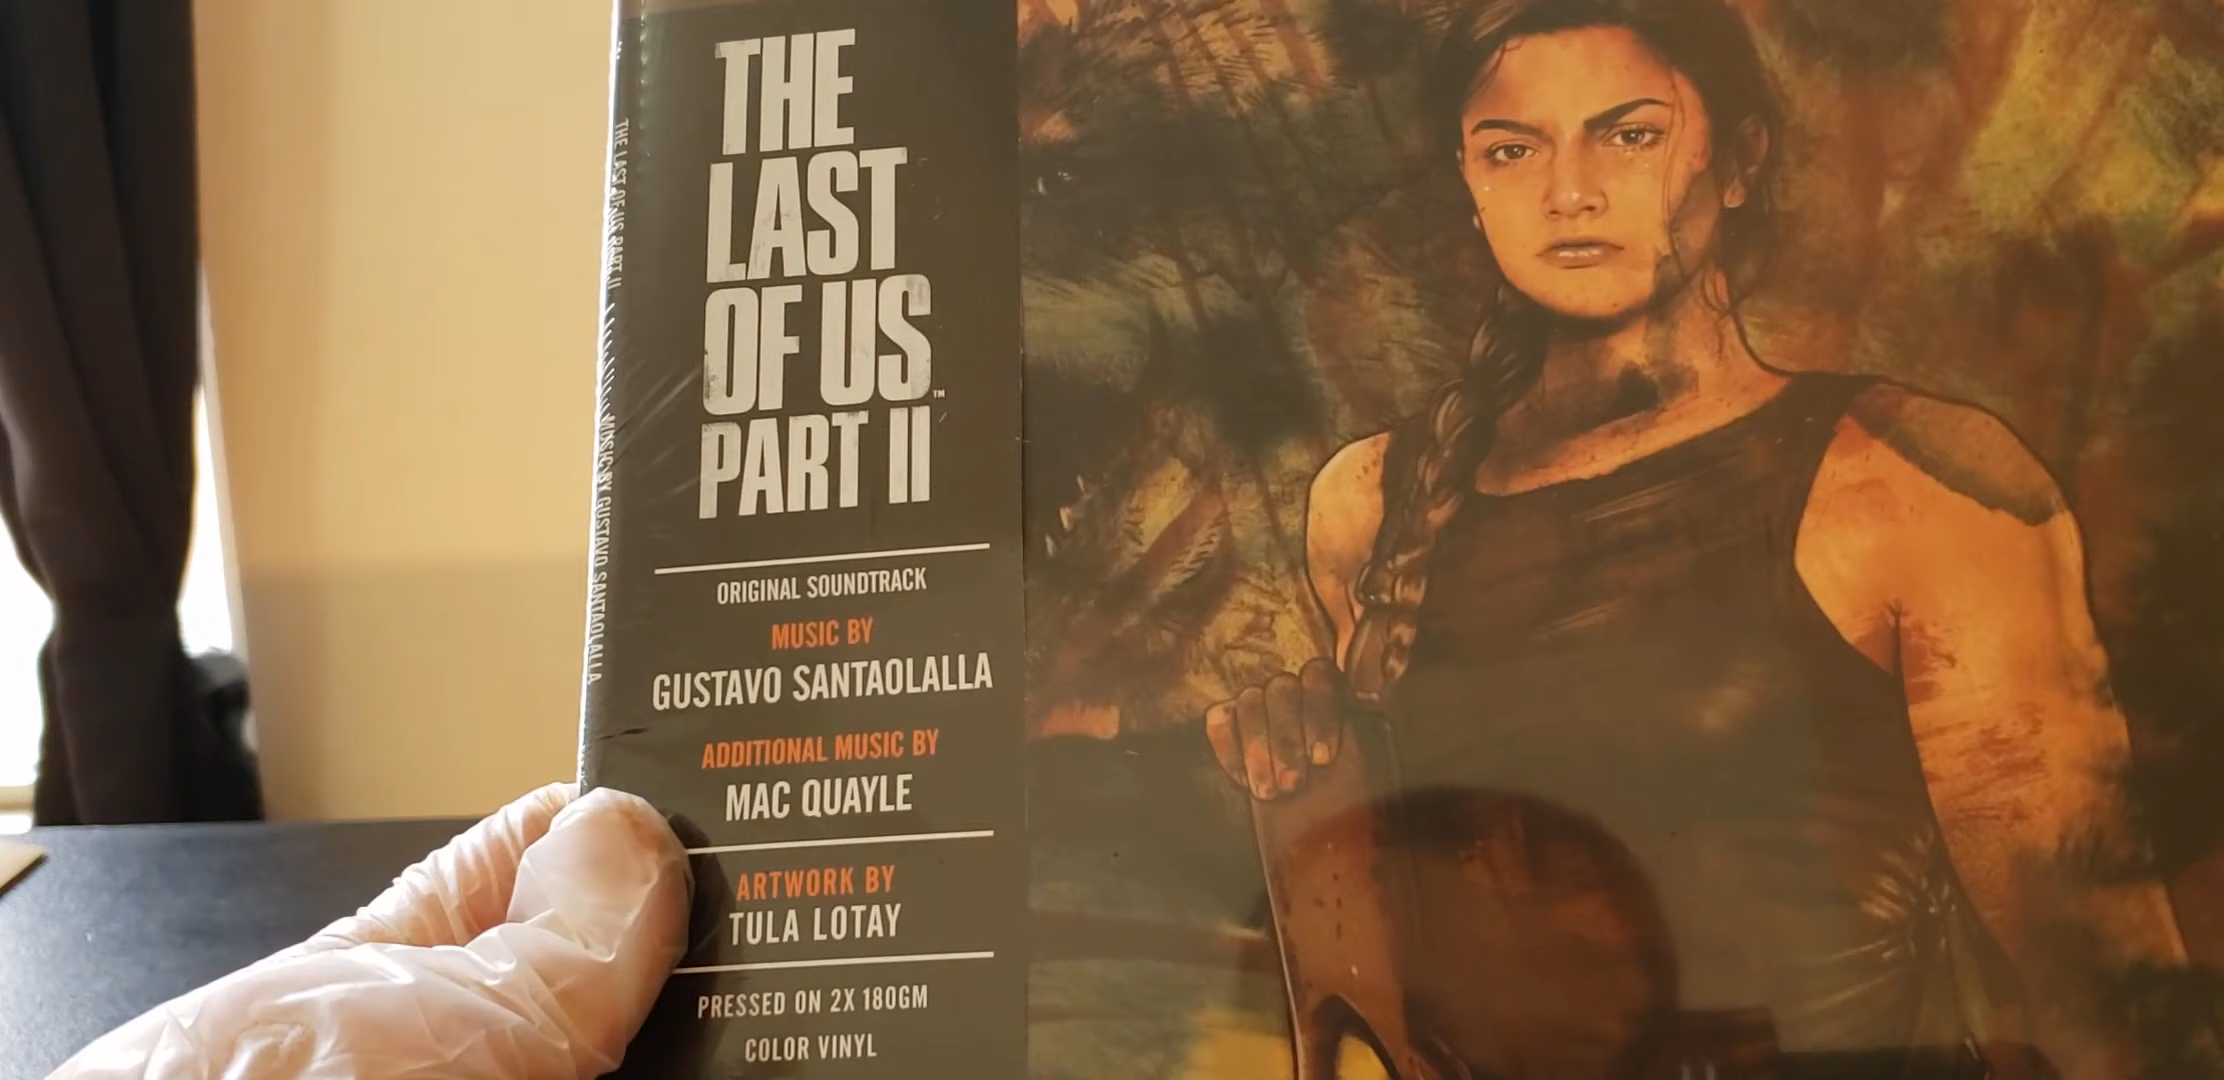 THE
LAST
OF US™
PART II
ORIGINAL SOUNDTRACK
MUSIC BY
GUSTAVO SANTAOLALLA
ADDITIONAL MUSIC BY
MAC QUAYLE
ARTWORK BY
TULA LOTAY
PRESSED ON 2X 180GM
COLOR VINYL
THE LAST OF US PART II MUSIC BY GUSTAVO SANTAOLALLA